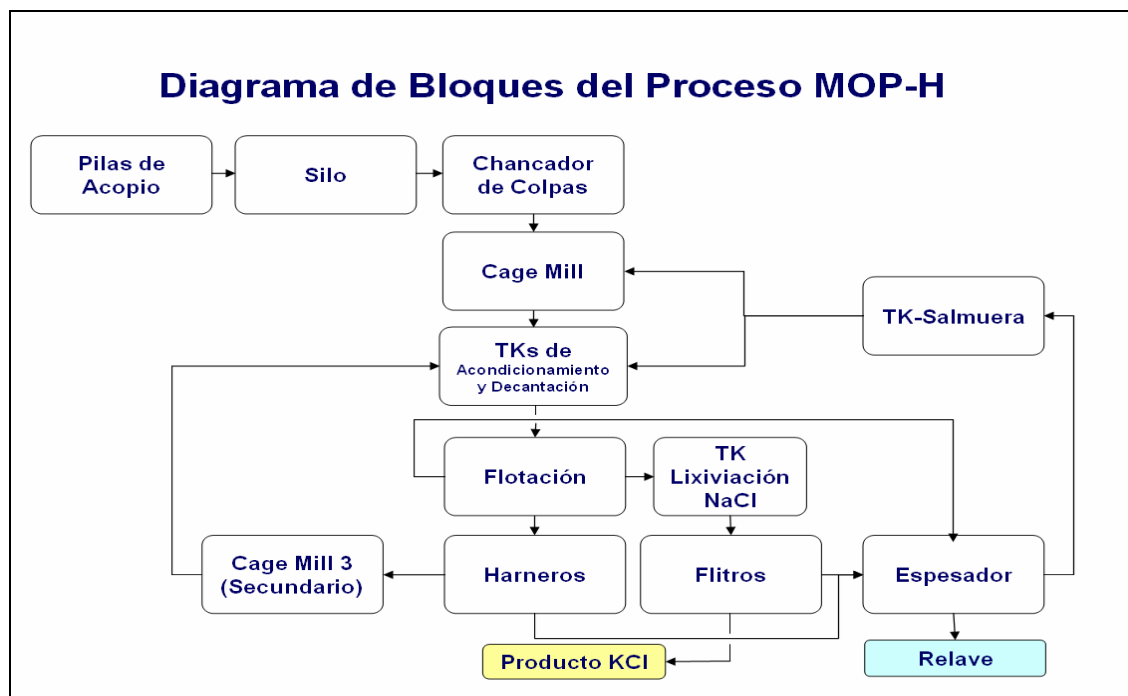 Diagrama de Bloques del Proceso MOP-H
Pilas de
Acopio
Silo
Chancador
de Colpas
Cage Mill
TK-Salmuera
TKs de
Acondicionamiento
y Decantación
Flotación
TK
Lixiviación
NaCl
Cage Mill 3
(Secundario)
Harneros
Flitros
Espesador
Producto KCl
Relave